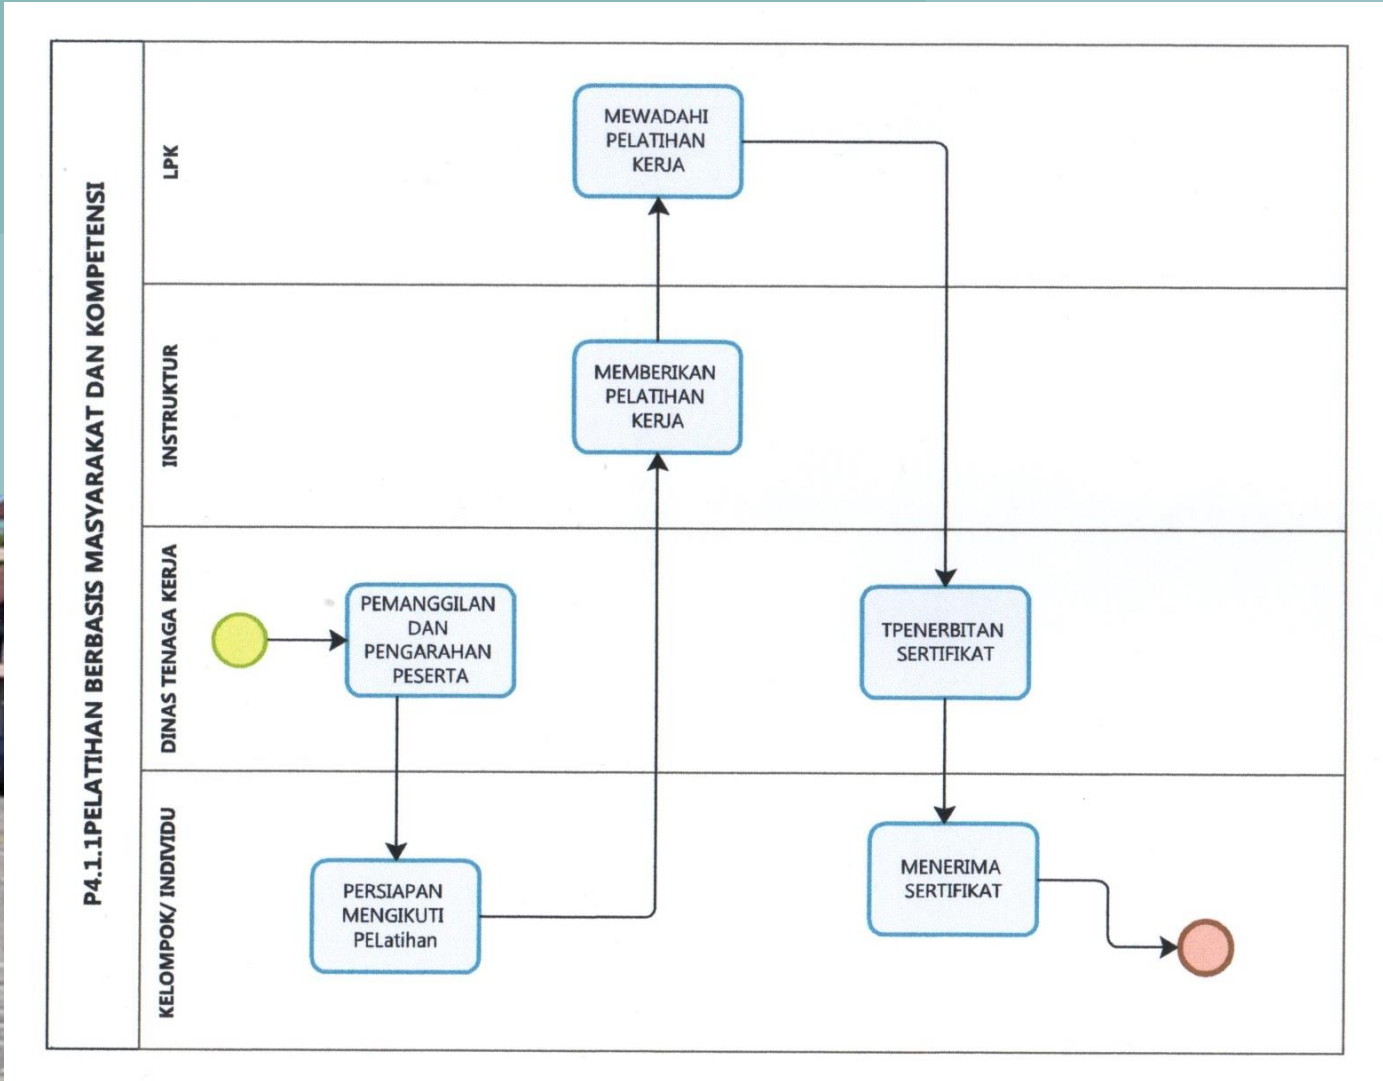 P4.1.1PELATIHAN BERBASIS MASYARAKAT DAN KOMPETENSI
LPK
MEWADAHI
PELATIHAN
KERJA
INSTRUKTUR
MEMBERIKAN
PELATIHAN
KERJA
DINAS TENAGA KERJA
PEMANGGILAN
DAN
PENGARAHAN
PESERTA
TPENERBITAN
SERTIFIKAT
KELOMPOK/ INDIVIDU
PERSIAPAN
MENGIKUTI
PELatihan
MENERIMA
SERTIFIKAT